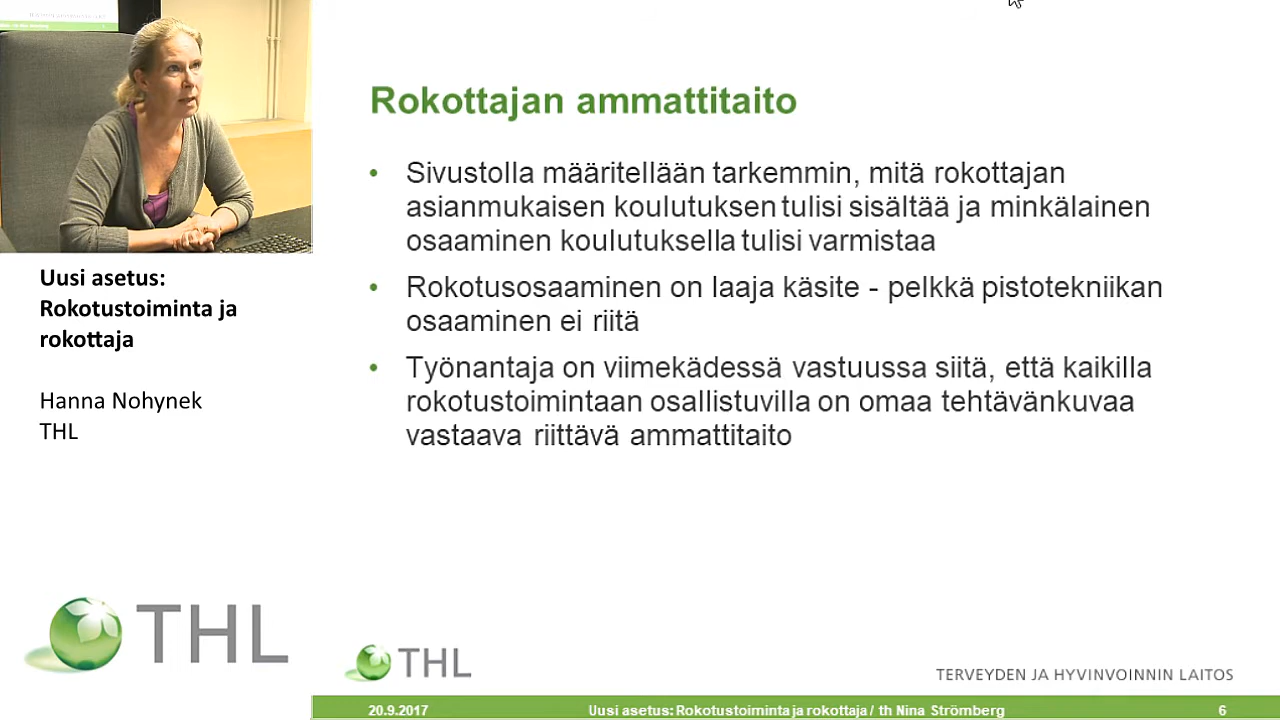 Uusi asetus:
Rokotustoiminta ja
rokottaja
Hanna Nohynek
THL
THL
Rokottajan ammattitaito
• Sivustolla määritellään tarkemmin, mitä rokottajan
asianmukaisen koulutuksen tulisi sisältää ja minkälainen
osaaminen koulutuksella tulisi varmistaa
• Rokotusosaaminen on laaja käsite - pelkkä pistotekniikan
osaaminen ei riitä
• Työnantaja on viimekädessä vastuussa siitä, että kaikilla
rokotustoimintaan osallistuvilla on omaa tehtävänkuvaa
vastaava riittävä ammattitaito
THL
TERVEYDEN JA HYVINVOINNIN LAITOS
20.9.2017 Uusi asetus: Rokotustoiminta ja rokottaja / th Nina Strömberg 6